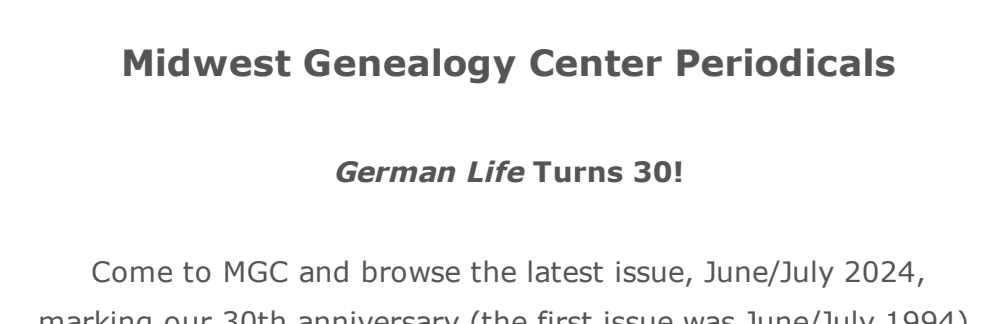 Midwest Genealogy Center Periodicals
German Life Turns 30!
Come to MGC and browse the latest issue, June/July 2024,
marking our 30th anniversary (the first issue was June/July 1994)